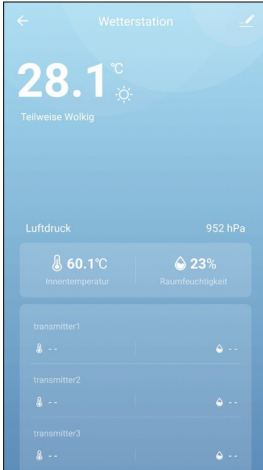 Wetterstation
28.1℃
Teilweise Wolkig
Luftdruck 952 hPa
60.1℃ 23%
Innentemperatur Raumfeuchtigkeit
transmitter1
-- --
transmitter2
-- --
transmitter3
-- --